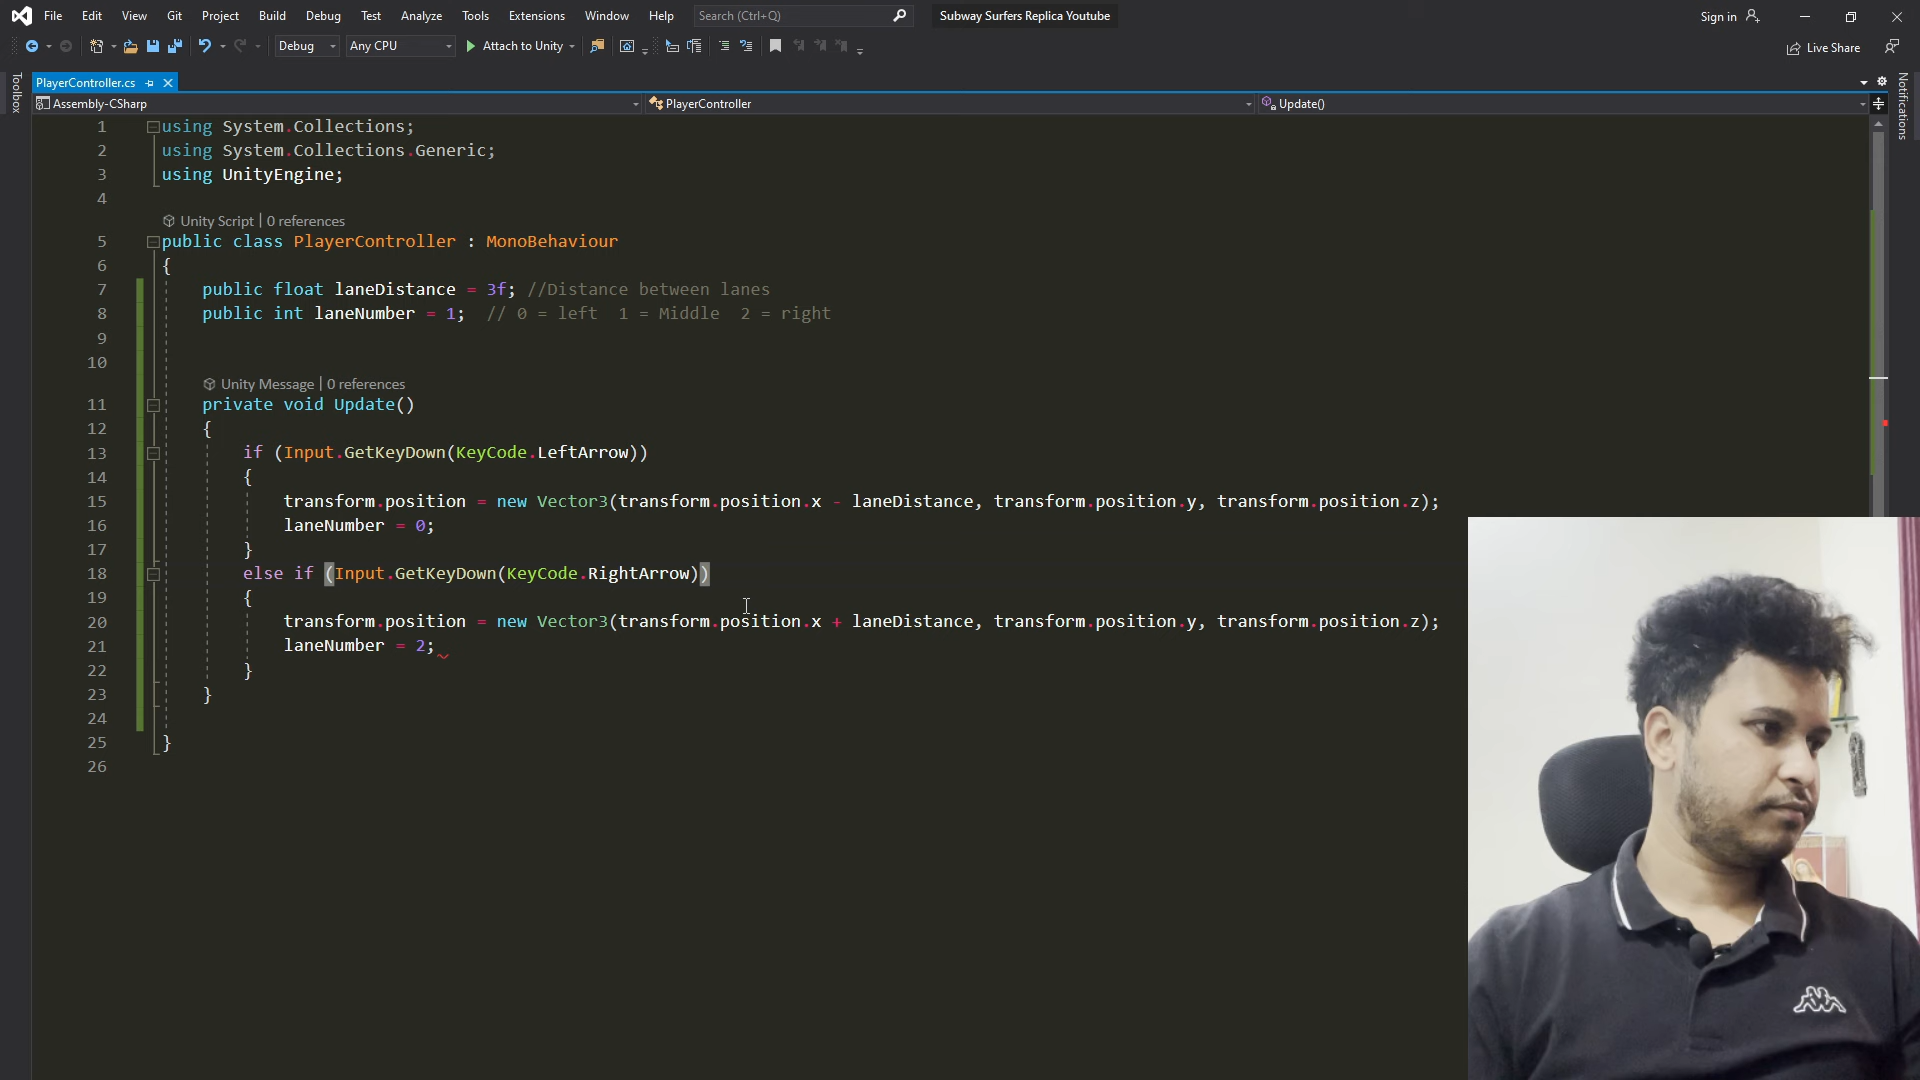 File Edit View Git Project Build Debug Test Analyze Tools Extensions Window Help Search (Ctrl+Q) Subway Surfers Replica Youtube Sign in
Debug Any CPU Attach to Unity Live Share
Toolbox
PlayerController.cs
Notifications
Assembly-CSharp PlayerController Update()
1 using System.Collections;
2 using System.Collections.Generic;
3 using UnityEngine;
4
Unity Script | 0 references
5 public class PlayerController : MonoBehaviour
6 {
7 public float laneDistance = 3f; //Distance between lanes
8 public int laneNumber = 1; // 0 = left 1 = Middle 2 = right
9
10
Unity Message | 0 references
11 private void Update()
12 {
13 if (Input.GetKeyDown(KeyCode.LeftArrow))
14 {
15 transform.position = new Vector3(transform.position.x - laneDistance, transform.position.y, transform.position.z);
16 laneNumber = 0;
17 }
18 else if (Input.GetKeyDown(KeyCode.RightArrow))
19 {
20 transform.position = new Vector3(transform.position.x + laneDistance, transform.position.y, transform.position.z);
21 laneNumber = 2;
22 }
23 }
24
25 }
26